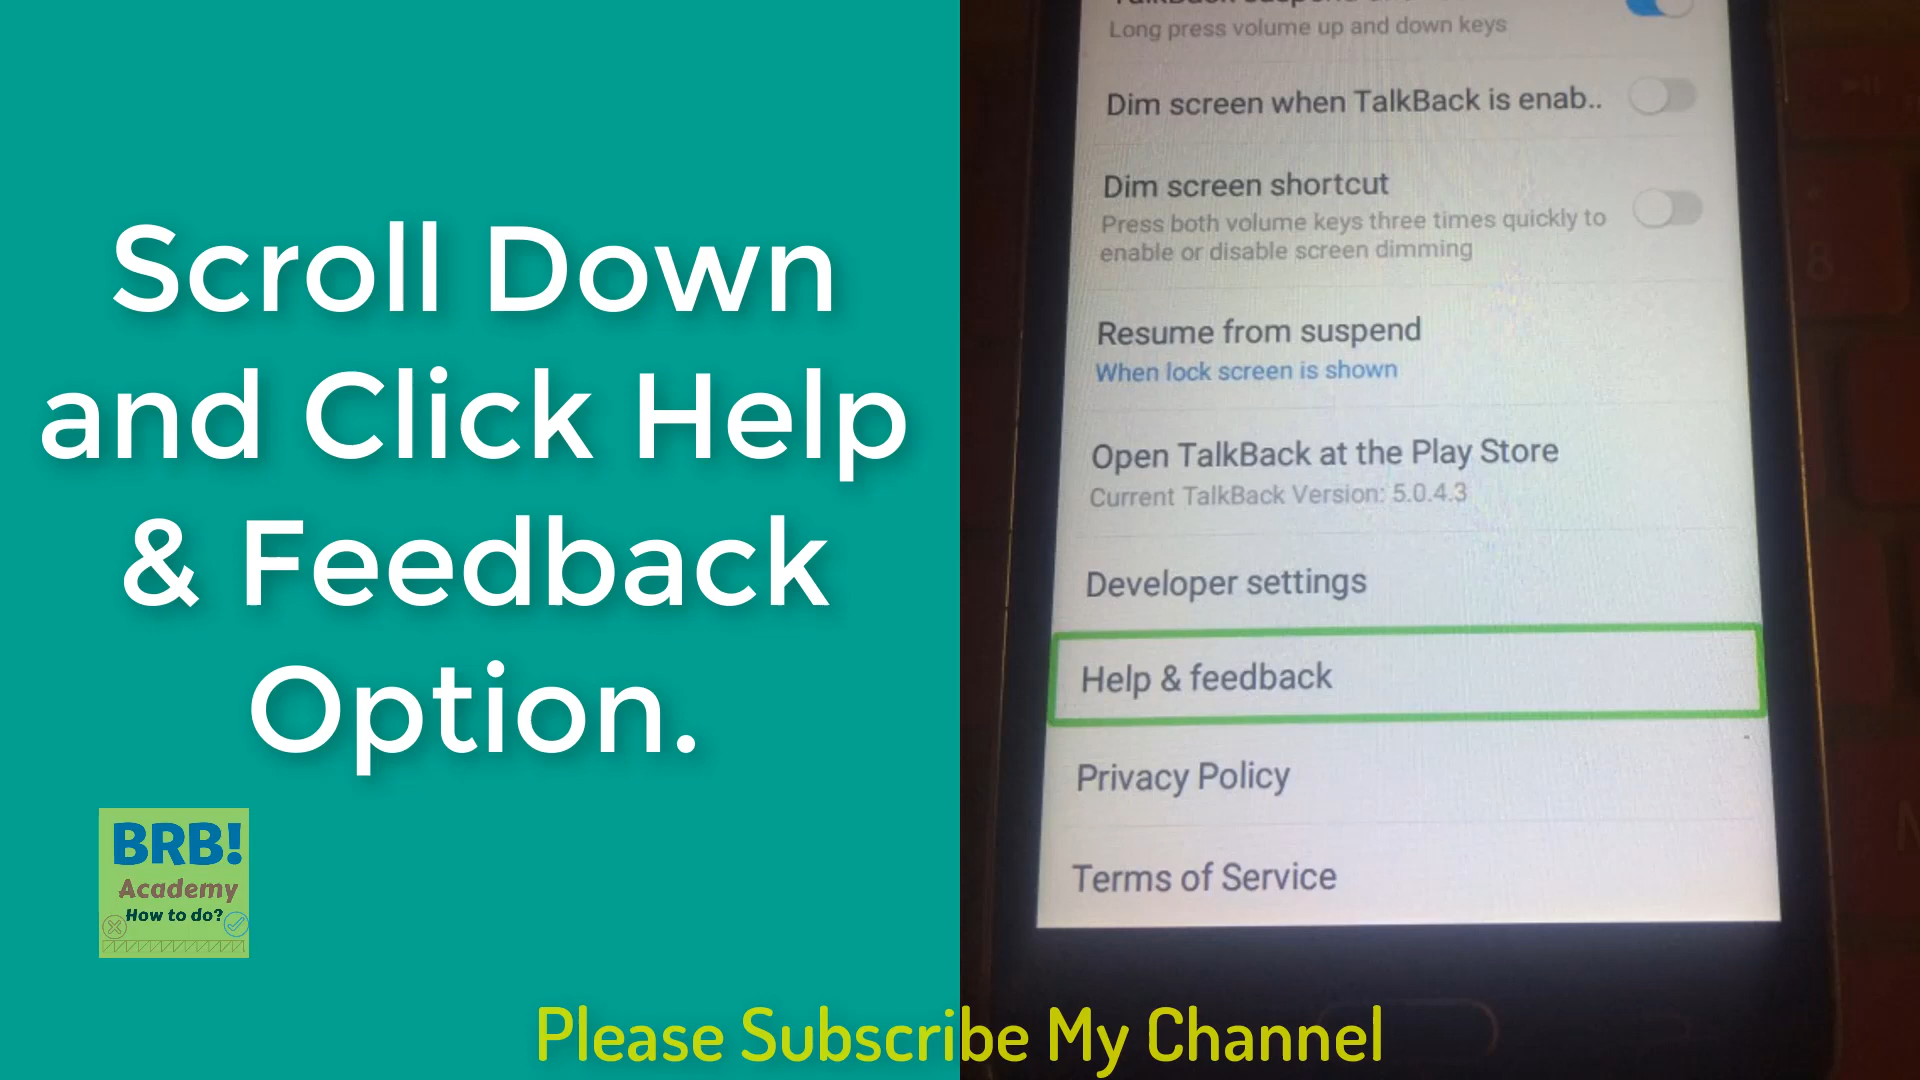 Scroll Down
and Click Help
& Feedback
Option.
BRB!
Academy
How to do?
Long press volume up and down keys
Dim screen when TalkBack is enab..
Dim screen shortcut
Press both volume keys three times quickly to
enable or disable screen dimming
Resume from suspend
When lock screen is shown
Open TalkBack at the Play Store
Current TalkBack Version: 5.0.4.3
Developer settings
Help & feedback
Privacy Policy
Terms of Service
Please Subscribe My Channel